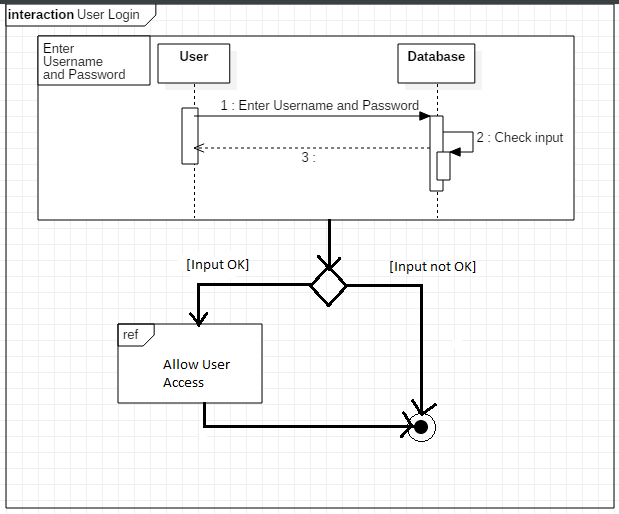 interaction User Login
Enter
Username
and Password
User
Database
1 : Enter Username and Password
2 : Check input
3 :
[Input OK]
[Input not OK]
ref
Allow User
Access